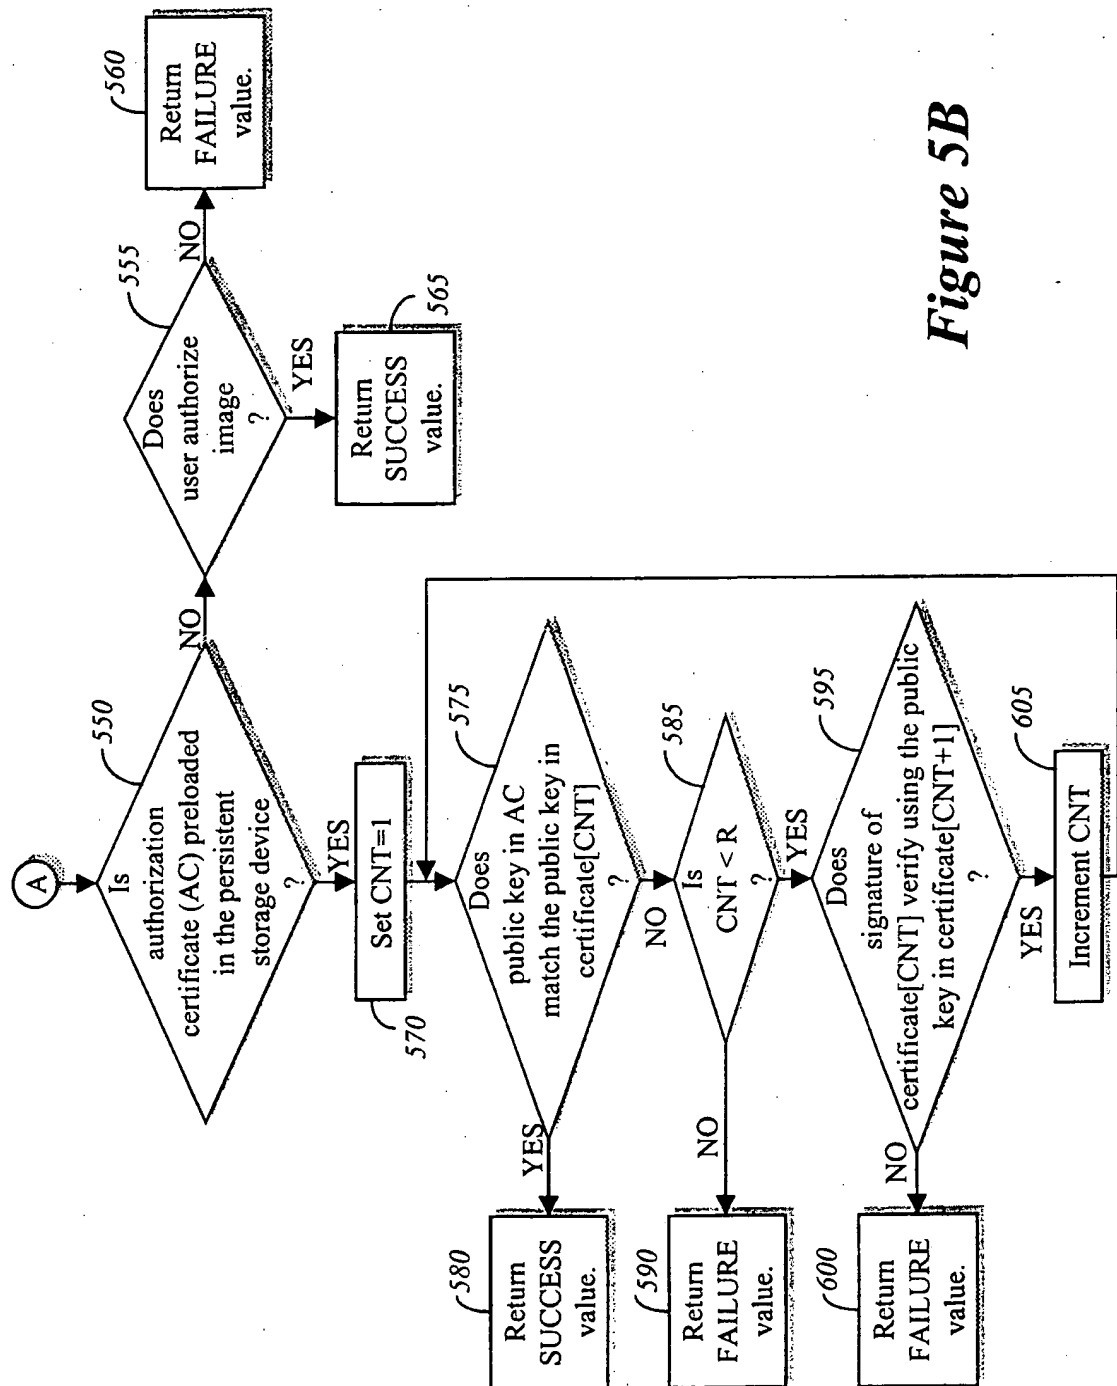 A
550
Is
authorization
certificate (AC) preloaded
in the persistent
storage device
?
NO
555
Does
user authorize
image
?
NO
560
Return
FAILURE
value.
YES
565
Return
SUCCESS
value.
YES
570
Set CNT=1
575
Does
public key in AC
match the public key in
certificate[CNT]
?
YES
580
Return
SUCCESS
value.
NO
585
Is
CNT < R
?
NO
590
Return
FAILURE
value.
YES
595
Does
signature of
certificate[CNT] verify using the public
key in certificate[CNT+1]
?
NO
600
Return
FAILURE
value.
YES
605
Increment CNT
Figure 5B